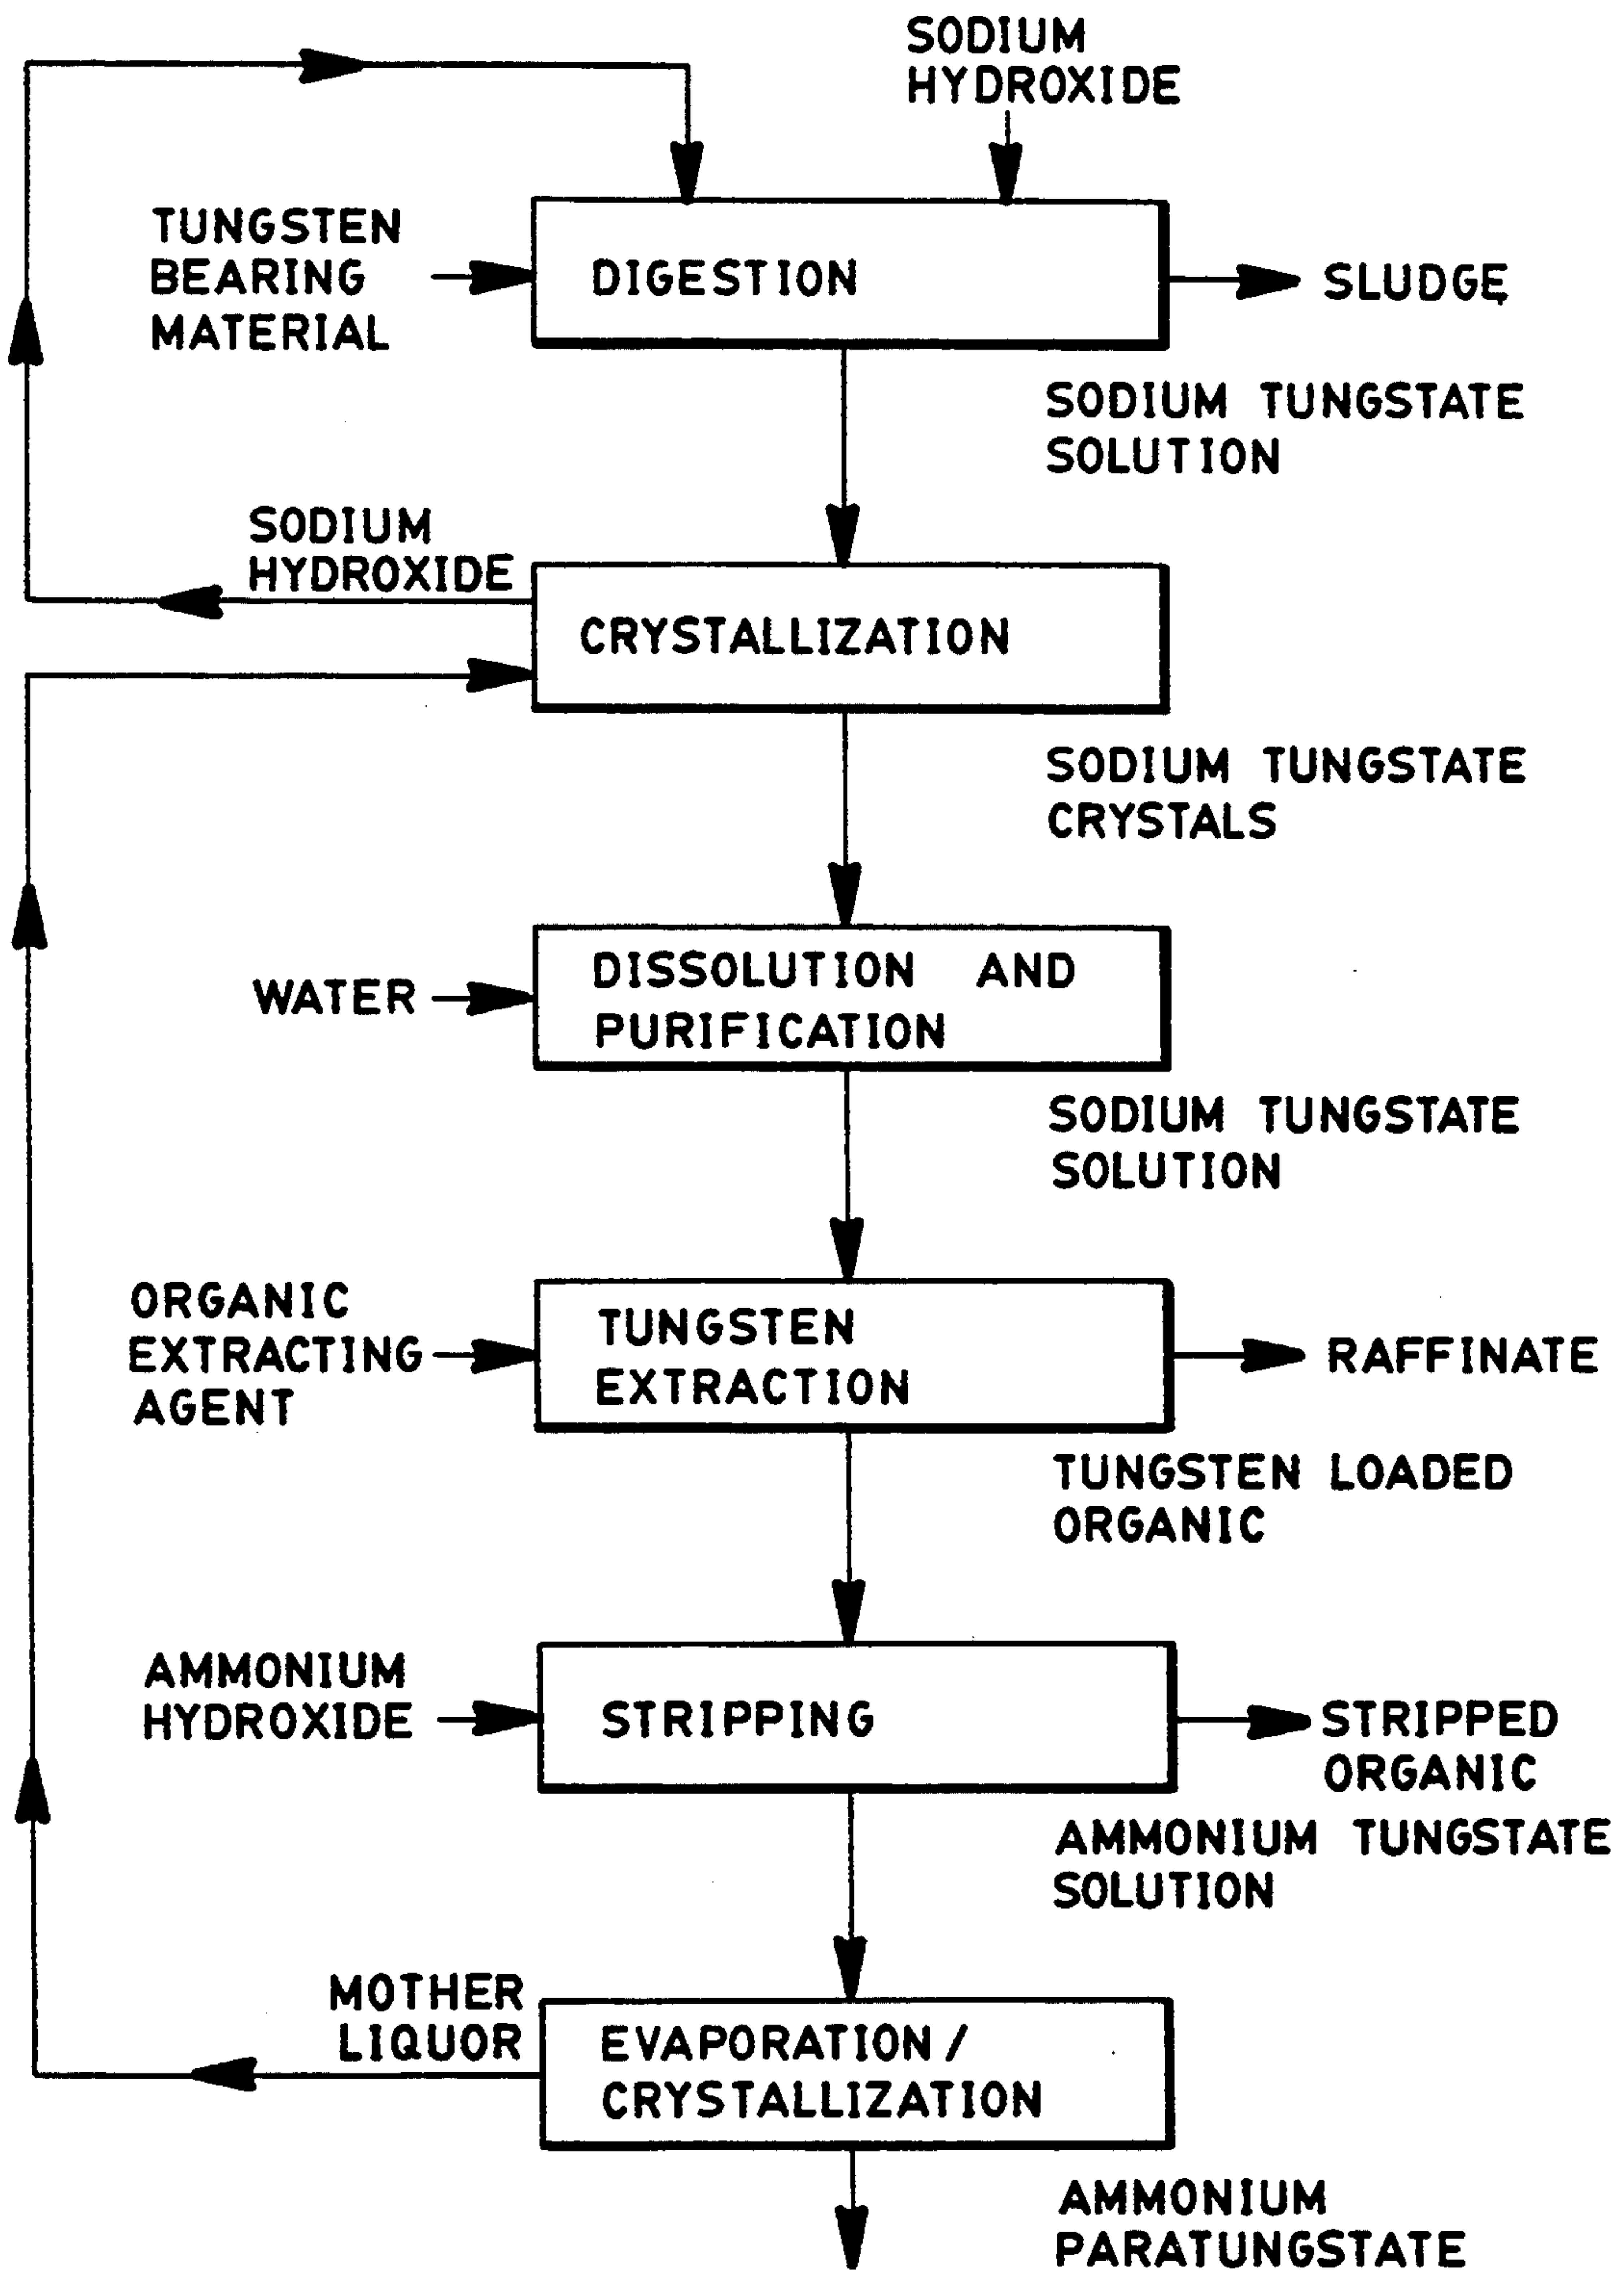 SODIUM
HYDROXIDE
TUNGSTEN
BEARING
MATERIAL
DIGESTION
SLUDGE
SODIUM TUNGSTATE
SOLUTION
SODIUM
HYDROXIDE
CRYSTALLIZATION
SODIUM TUNGSTATE
CRYSTALS
WATER
DISSOLUTION AND
PURIFICATION
SODIUM TUNGSTATE
SOLUTION
ORGANIC
EXTRACTING
AGENT
TUNGSTEN
EXTRACTION
RAFFINATE
TUNGSTEN LOADED
ORGANIC
AMMONIUM
HYDROXIDE
STRIPPING
STRIPPED
ORGANIC
AMMONIUM TUNGSTATE
SOLUTION
MOTHER
LIQUOR
EVAPORATION/
CRYSTALLIZATION
AMMONIUM
PARATUNGSTATE